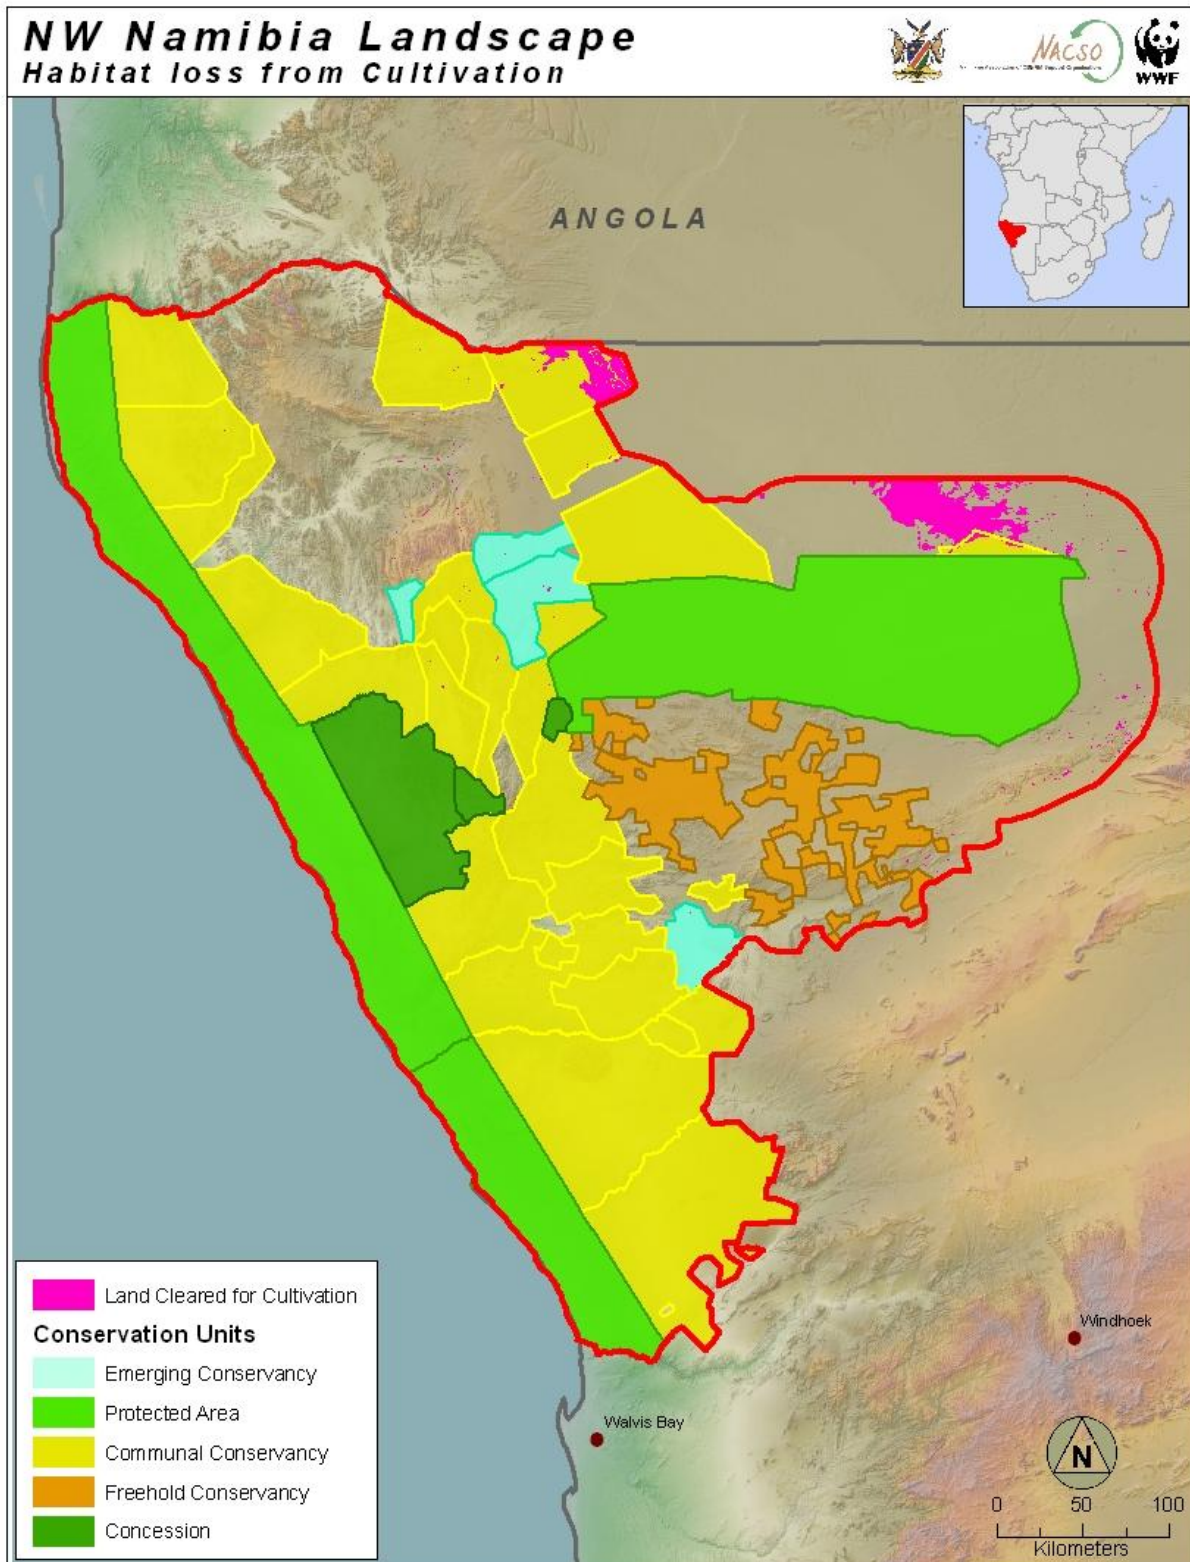 NW Namibia Landscape
Habitat loss from Cultivation
NACSO
WWF
ANGOLA
Land Cleared for Cultivation
Conservation Units
Emerging Conservancy
Protected Area
Communal Conservancy
Freehold Conservancy
Concession
Windhoek
Walvis Bay
N
0 50 100
Kilometers